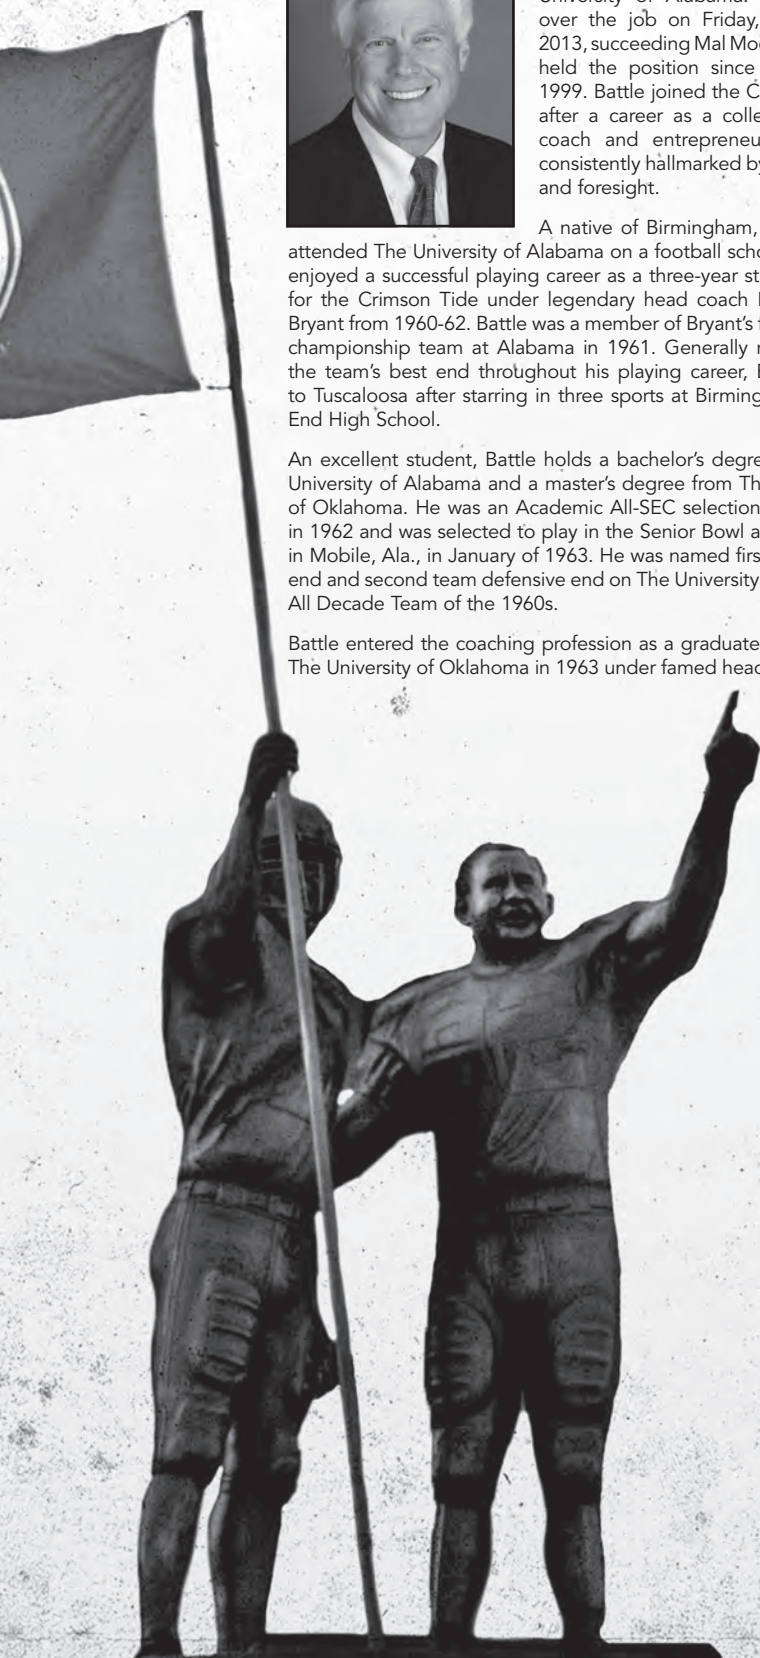 University of Alabama.
over the job on Friday,
2013, succeeding Mal Moo
held the position since
1999. Battle joined the C
after a career as a colle
coach and entrepreneu
consistently hallmarked by
and foresight.
A native of Birmingham,
attended The University of Alabama on a football scho
enjoyed a successful playing career as a three-year st
for the Crimson Tide under legendary head coach
Bryant from 1960-62. Battle was a member of Bryant’s f
championship team at Alabama in 1961. Generally
the team’s best end throughout his playing career,
to Tuscaloosa after starring in three sports at Birming
End High School.
An excellent student, Battle holds a bachelor’s degre
University of Alabama and a master’s degree from Th
of Oklahoma. He was an Academic All-SEC selection
in 1962 and was selected to play in the Senior Bowl a
in Mobile, Ala., in January of 1963. He was named firs
end and second team defensive end on The University
All Decade Team of the 1960s.
Battle entered the coaching profession as a graduate
The University of Oklahoma in 1963 under famed head